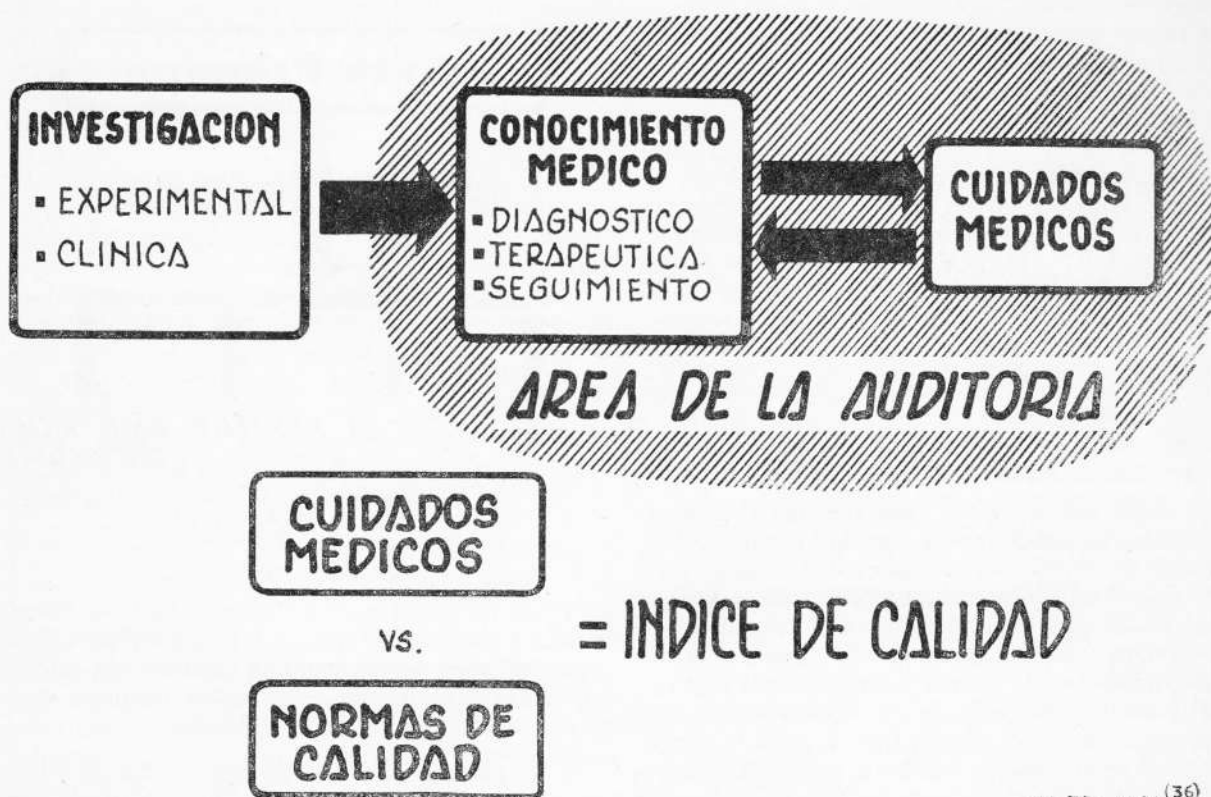 INVESTIGACION
▪ EXPERIMENTAL
▪ CLINICA
CONOCIMIENTO
MEDICO
▪ DIAGNOSTICO
▪ TERAPEUTICA
▪ SEGUIMIENTO
CUIDADOS
MEDICOS
AREA DE LA AUDITORIA
CUIDADOS
MEDICOS
VS.
NORMAS DE
CALIDAD
= INDICE DE CALIDAD
(36)